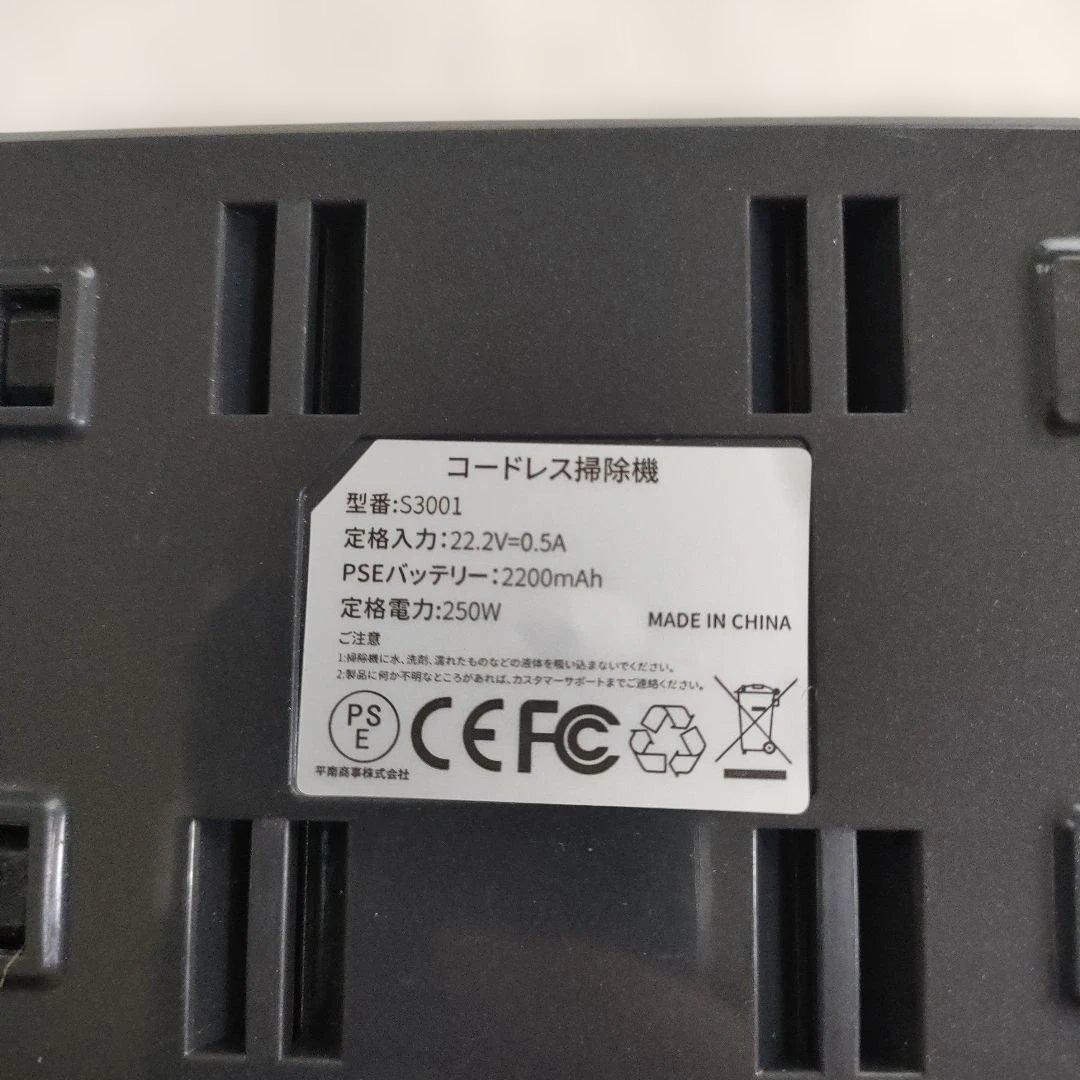 コードレス掃除機
型番:S3001
定格入力:22.2V=0.5A
PSEバッテリー:2200mAh
定格電力:250W
MADE IN CHINA
ご注意
1:掃除機に水、洗剤、濡れたものなどの液体を吸い込まないでください。
2:製品に何か不明なところがあれば、カスタマーサポートまでご連絡ください。
PS
E
CE FC
平南商事株式会社